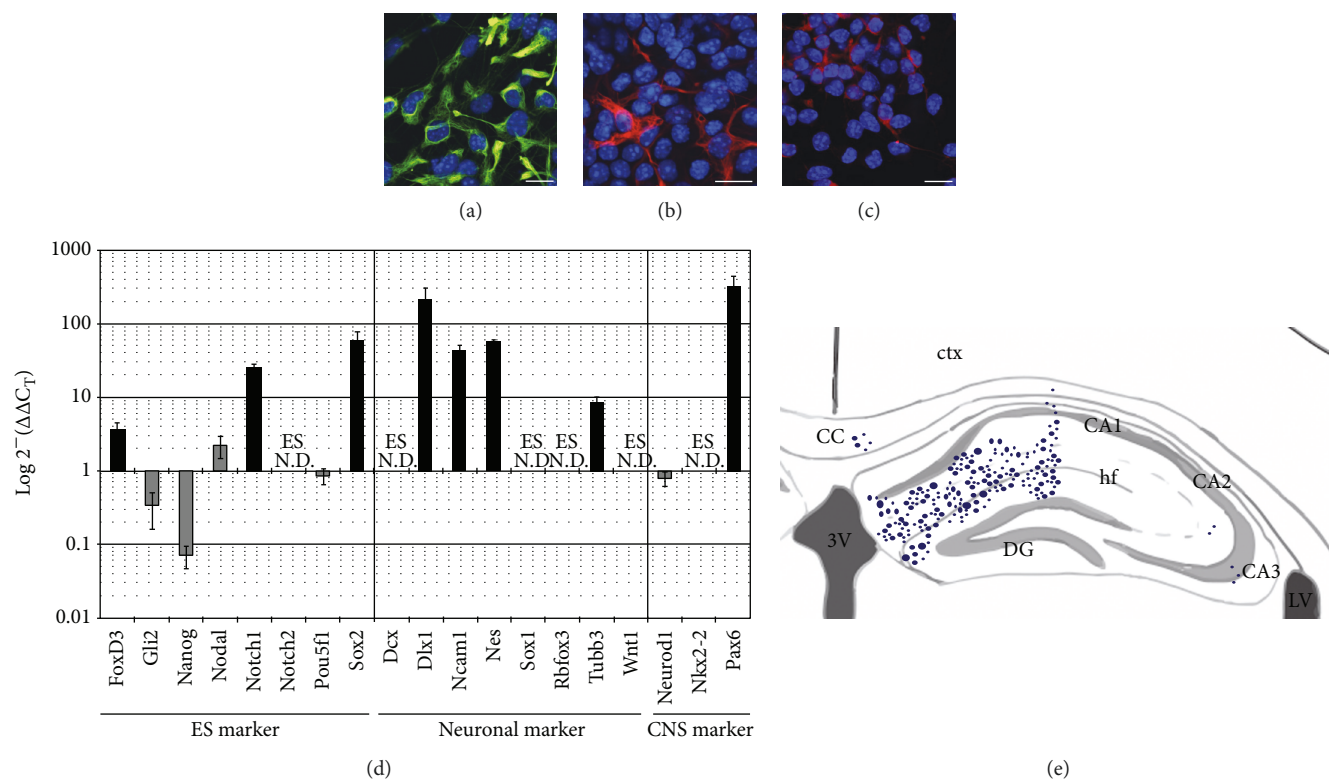 (a)
(b)
(c)
Log 2⁻(ΔΔC_T)
1000
100
10
1
0.1
0.01
ES
N.D.
ES
N.D.
ES
N.D.
ES
N.D.
ES
N.D.
ES
N.D.
FoxD3
Gli2
Nanog
Nodal
Notch1
Notch2
Pou5f1
Sox2
Dcx
Dlx1
Ncam1
Nes
Sox1
Rbfox3
Tubb3
Wnt1
Neurod1
Nkx2-2
Pax6
ES marker
Neuronal marker
CNS marker
(d)
ctx
CC
CA1
hf
CA2
3V
DG
CA3
LV
(e)